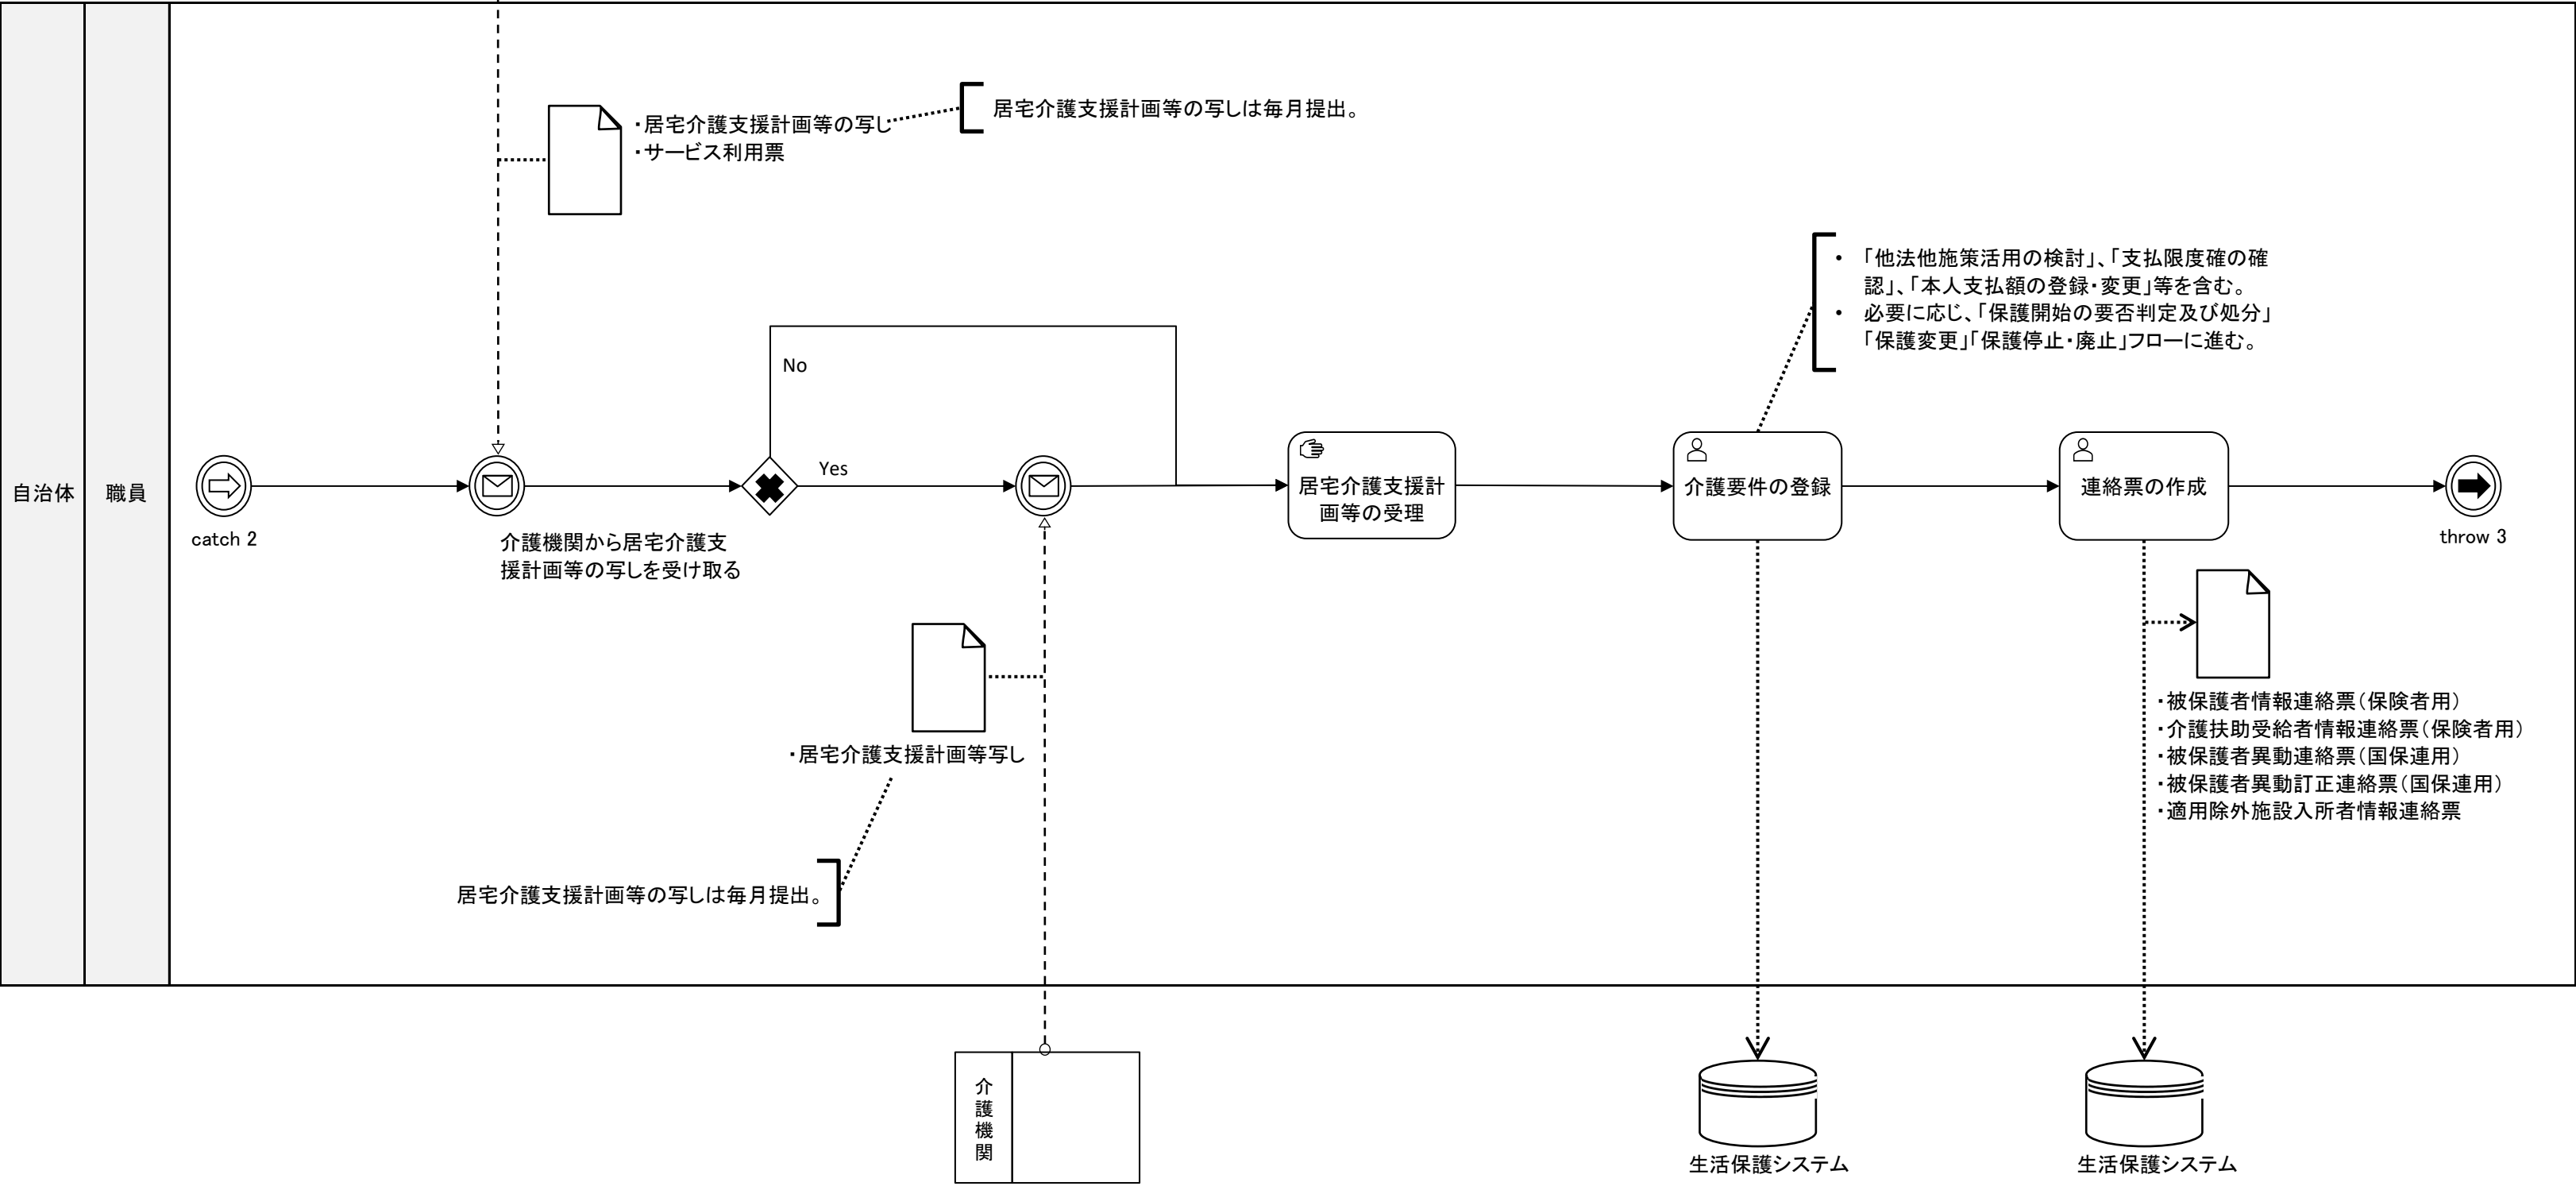 自治体
職員
・居宅介護支援計画等の写し
・サービス利用票
居宅介護支援計画等の写しは毎月提出。
• 「他法他施策活用の検討」、「支払限度確の確
認」、「本人支払額の登録・変更」等を含む。
• 必要に応じ、「保護開始の要否判定及び処分」
「保護変更」「保護停止・廃止」フローに進む。
No
Yes
catch 2
介護機関から居宅介護支
援計画等の写しを受け取る
居宅介護支援計
画等の受理
介護要件の登録
連絡票の作成
throw 3
・居宅介護支援計画等写し
居宅介護支援計画等の写しは毎月提出。
・被保護者情報連絡票（保険者用）
・介護扶助受給者情報連絡票（保険者用）
・被保護者異動連絡票（国保連用）
・被保護者異動訂正連絡票（国保連用）
・適用除外施設入所者情報連絡票
介護機関
生活保護システム
生活保護システム